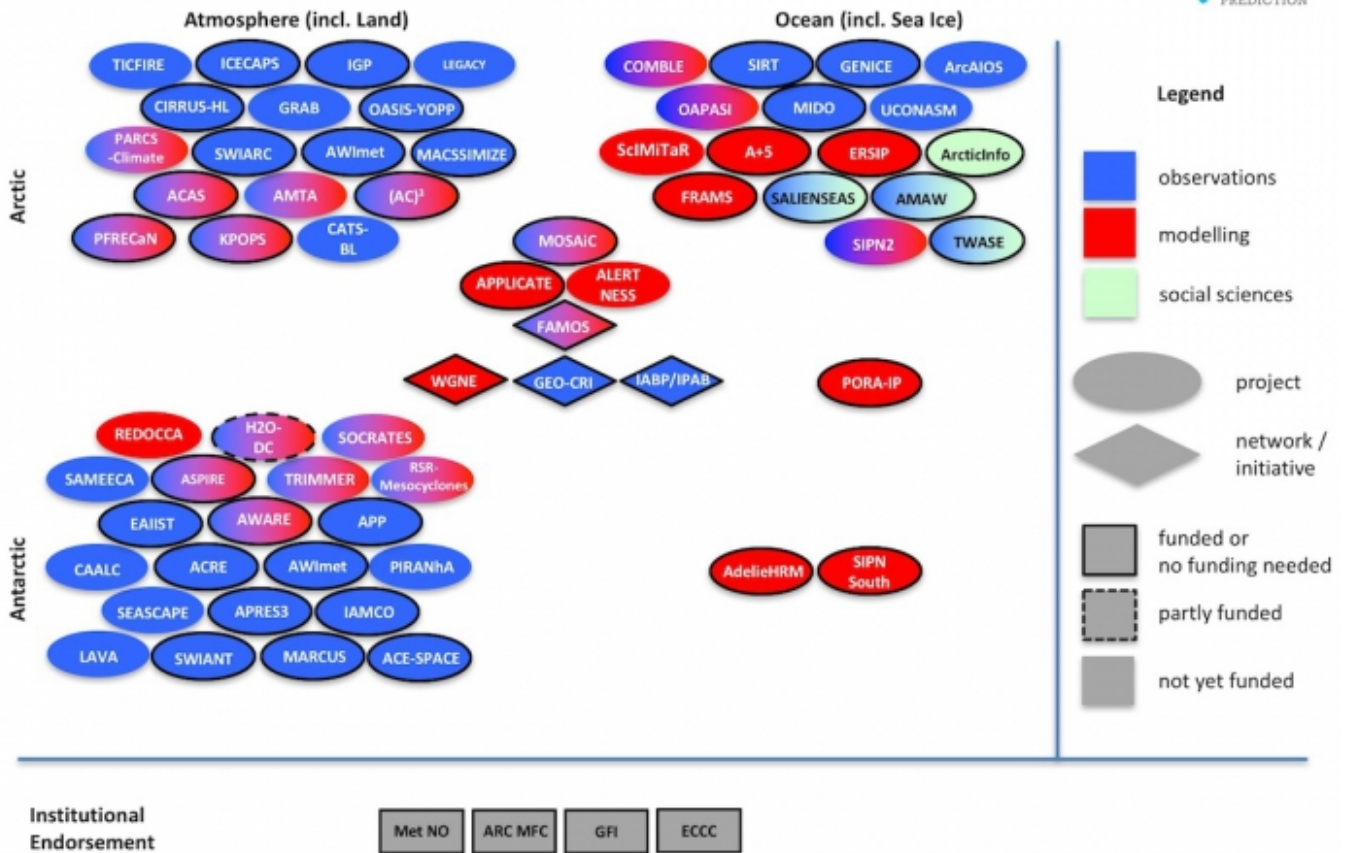 PREDICTION
Atmosphere (incl. Land)
Ocean (incl. Sea Ice)
Arctic
TICFIRE
ICECAPS
IGP
LEGACY
CIRRUS-HL
GRAB
OASIS-YOPP
PARCS
-Climate
SWIARC
AWImet
MACSSIMIZE
ACAS
AMTA
(AC)³
PFRECaN
KPOPS
CATS-
BL
COMBLE
SIRT
GENICE
ArcAIOS
OAPASI
MIDO
UCONASM
ScIMiTaR
A+5
ERSIP
ArcticInfo
FRAMS
SALIENSEAS
AMAW
SIPN2
TWASE
MOSAiC
APPLICATE
ALERT
NESS
FAMOS
WGNE
GEO-CRI
IABP/IPAB
PORA-IP
Antarctic
REDOCCA
H2O-
DC
SOCRATES
SAMEECA
ASPIRE
TRIMMER
RSR-
Mesocyclones
EAIIST
AWARE
APP
CAALC
ACRE
AWImet
PIRANhA
SEASCAPE
APRES3
IAMCO
LAVA
SWIANT
MARCUS
ACE-SPACE
AdelieHRM
SIPN
South
Legend
observations
modelling
social sciences
project
network /
initiative
funded or
no funding needed
partly funded
not yet funded
Institutional
Endorsement
Met NO
ARC MFC
GFI
ECCC